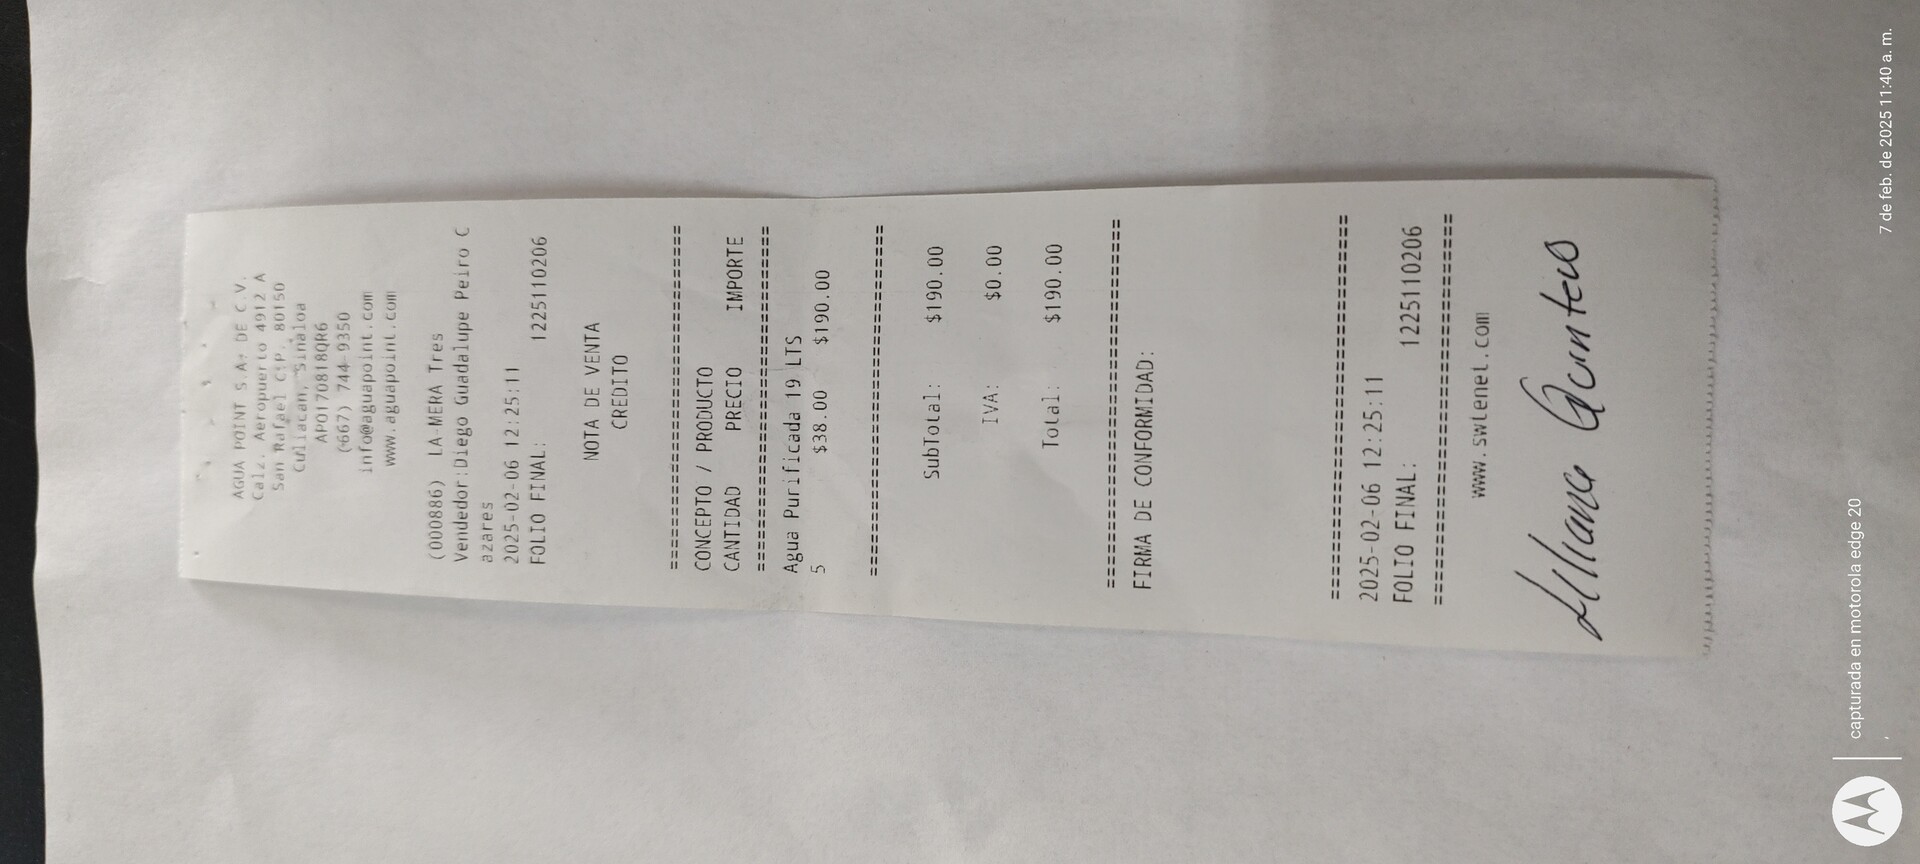 AGUA POINT S.A. DE C.V.
Calz. Aeropuerto 4912 A
San Rafael C.P. 80150
Culiacan, Sinaloa
APO170818QR6
(667) 744-9350
info@aguapoint.com
www.aguapoint.com
(000886) LA MERA Tres
Vendedor:Diego Guadalupe Peiro C
azares
2025-02-06 12:25:11
FOLIO FINAL: 1225110206
NOTA DE VENTA
CREDITO
================================
CONCEPTO / PRODUCTO
CANTIDAD PRECIO IMPORTE
================================
Agua Purificada 19 LTS
5 $38.00 $190.00
================================
SubTotal: $190.00
IVA: $0.00
Total: $190.00
================================
FIRMA DE CONFORMIDAD:
================================
2025-02-06 12:25:11
FOLIO FINAL: 1225110206
================================
www.swtenet.com
capturada en motorola edge 20
7 de feb. de 2025 11:40 a. m.